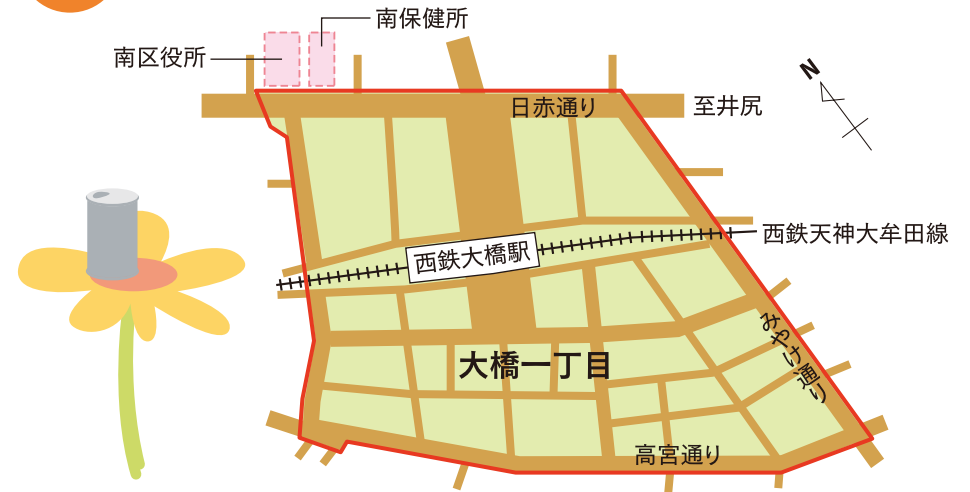 南保健所
南区役所
N
日赤通り
至井尻
西鉄天神大牟田線
西鉄大橋駅
みやけ通り
大橋一丁目
高宮通り